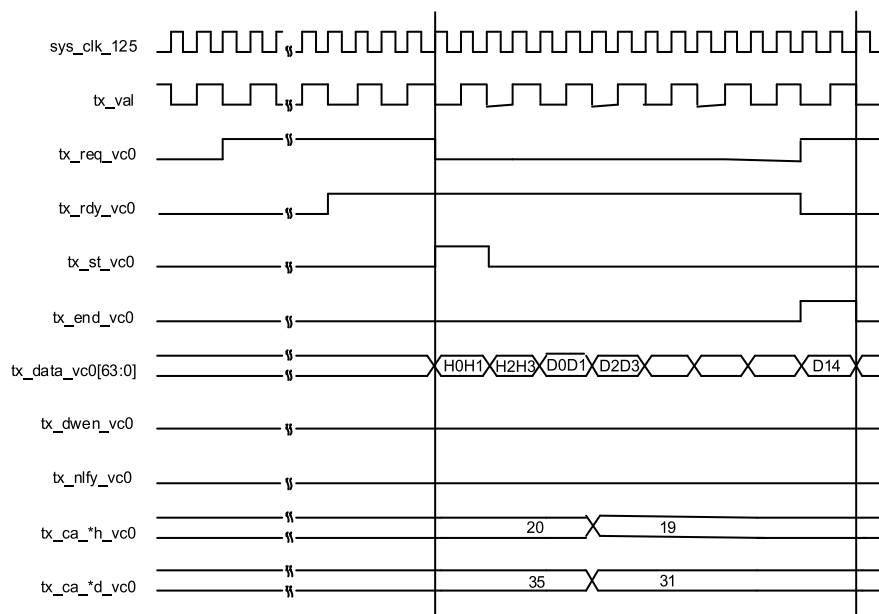 sys_clk_125
tx_val
tx_req_vc0
tx_rdy_vc0
tx_st_vc0
tx_end_vc0
tx_data_vc0[63:0] H0H1 H2H3 D0D1 D2D3 D14
tx_dwen_vc0
tx_nlfy_vc0
tx_ca_*h_vc0 20 19
tx_ca_*d_vc0 35 31